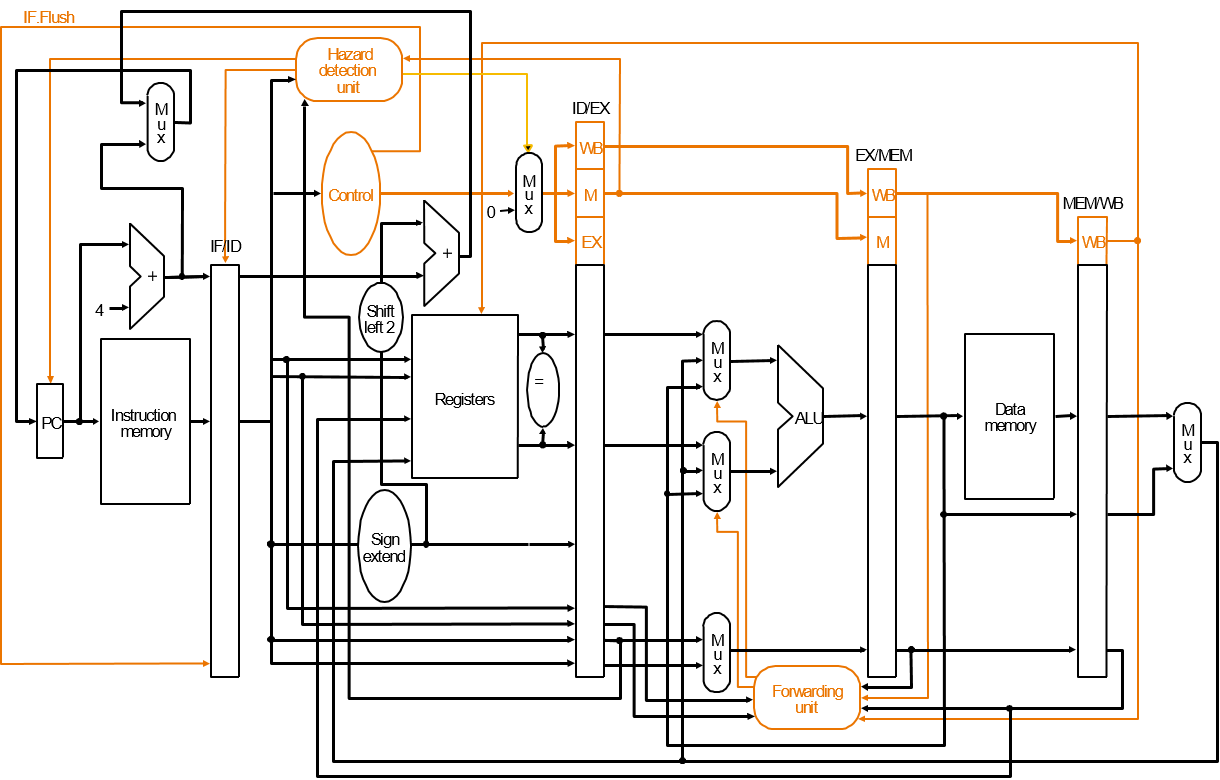 IF.Flush
Hazard
detection
unit
M
u
x
ID/EX
WB
EX/MEM
Control
M
u
x
M
WB
MEM/WB
0
IF/ID
EX
M
WB
+
+
4
Shift
left 2
M
u
x
=
PC
Instruction
memory
Registers
ALU
Data
memory
M
u
x
M
u
x
Sign
extend
M
u
x
Forwarding
unit